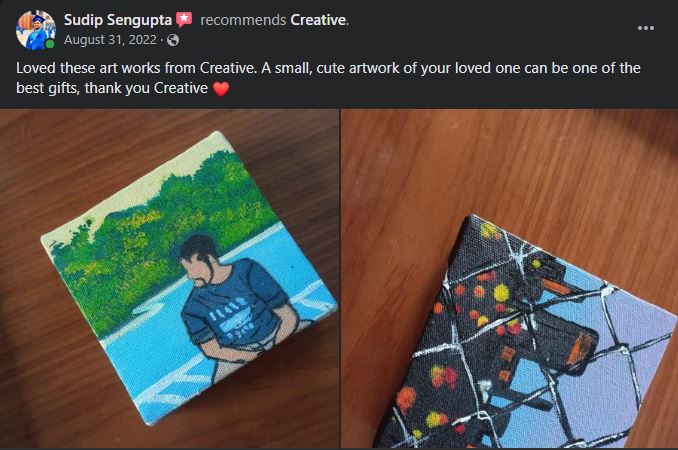 Sudip Sengupta recommends Creative.
August 31, 2022 ·
Loved these art works from Creative. A small, cute artwork of your loved one can be one of the
best gifts, thank you Creative ❤️